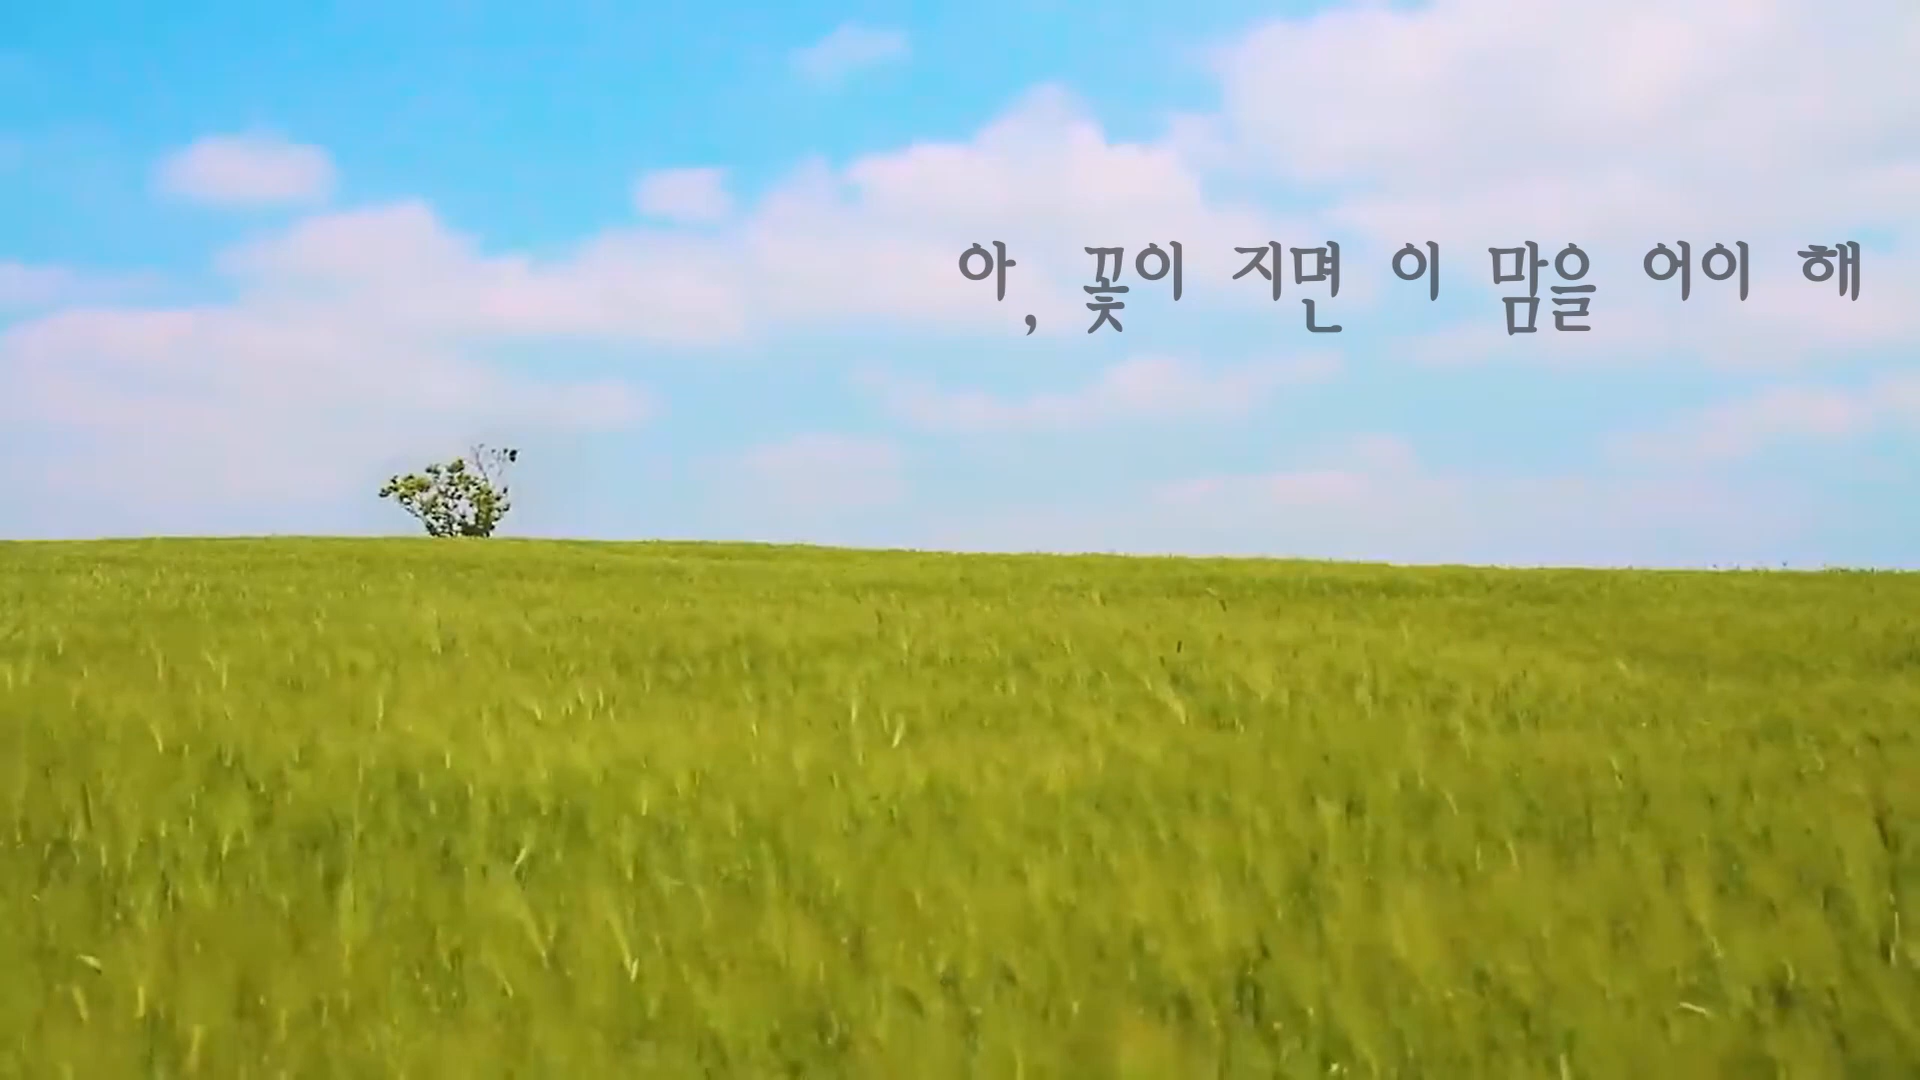 아, 꽃이 지면 이 맘을 어이 해